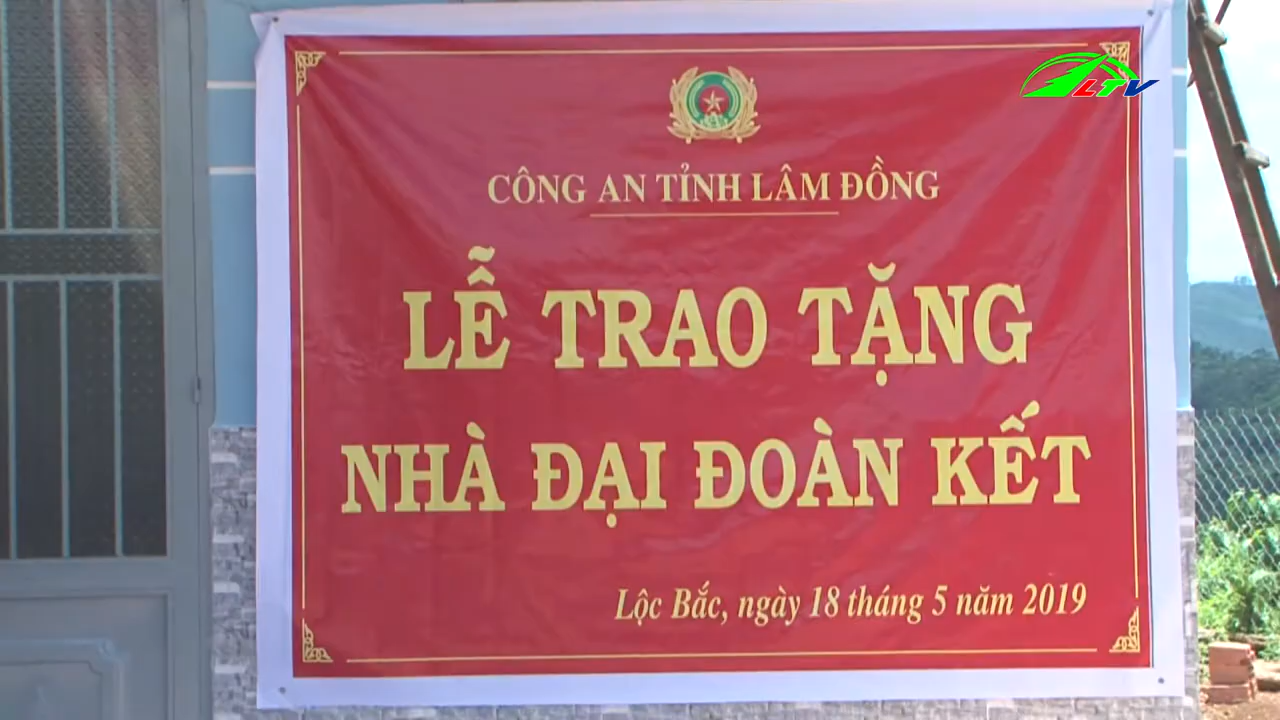 LTV
CÔNG AN TỈNH LÂM ĐỒNG
LỄ TRAO TẶNG
NHÀ ĐẠI ĐOÀN KẾT
Lộc Bắc, ngày 18 tháng 5 năm 2019